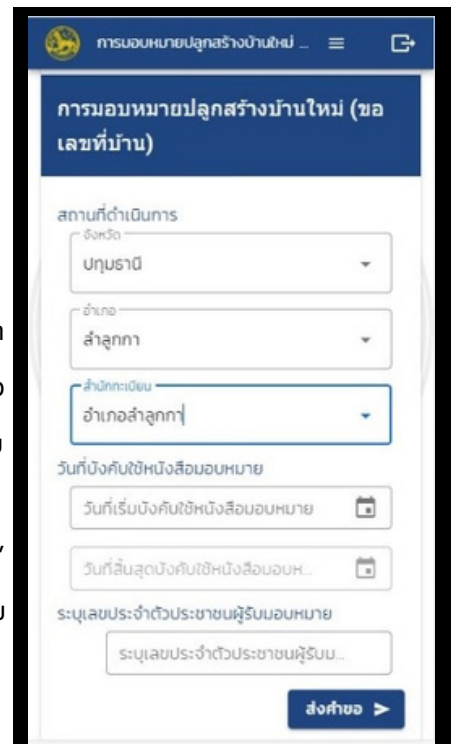 การมอบหมายปลูกสร้างบ้านใหม่ ...
การมอบหมายปลูกสร้างบ้านใหม่ (ขอ
เลขที่บ้าน)
สถานที่ดำเนินการ
จังหวัด
ปทุมธานี
อำเภอ
ลำลูกกา
สำนักทะเบียน
อำเภอลำลูกกา
วันที่บังคับใช้หนังสือมอบหมาย
วันที่เริ่มบังคับใช้หนังสือมอบหมาย
วันที่สิ้นสุดบังคับใช้หนังสือมอบห...
ระบุเลขประจำตัวประชาชนผู้รับมอบหมาย
ระบุเลขประจำตัวประชาชนผู้รับม...
ส่งคำขอ